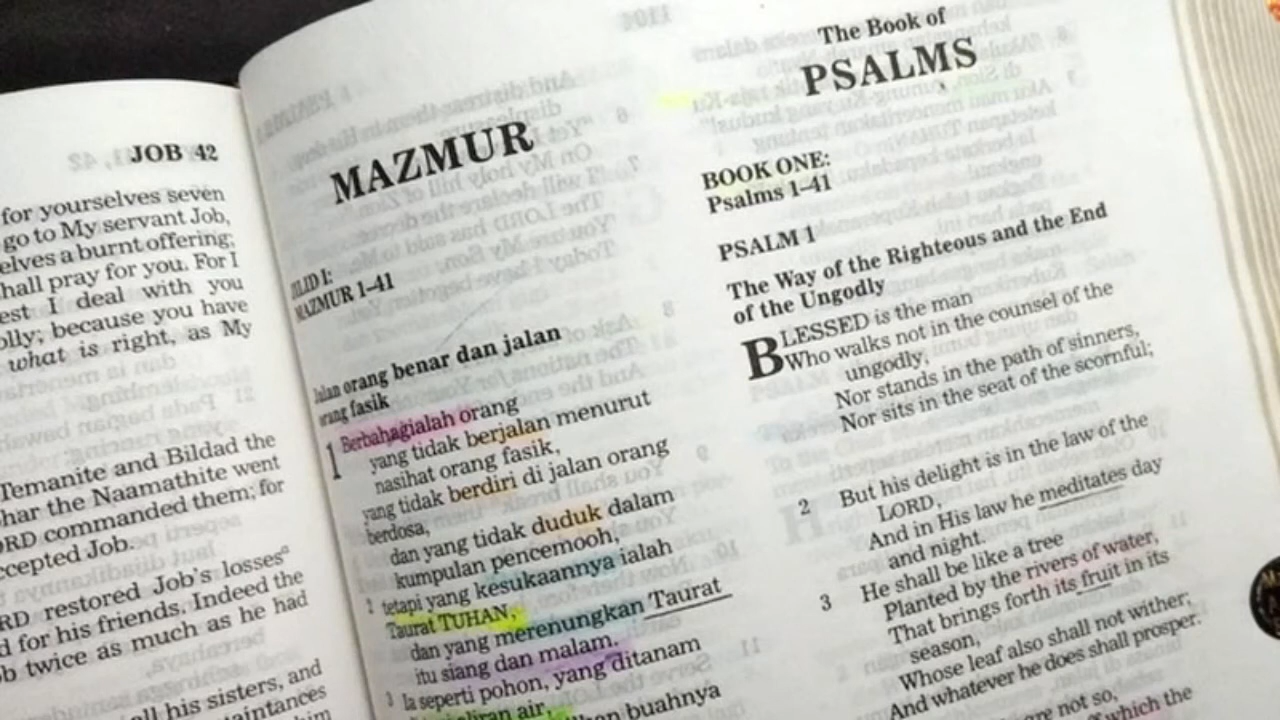 JOB 42
for yourselves seven
go to My servant Job,
a burnt offering;
shall pray for you. For I
I deal with you
because you have
what is right, as My
Temanite and Bildad the
the Naamathite went
commanded them; for
Job.
restored Job's lossesᵃ
for his friends. Indeed the
twice as much as he had
all his sisters, and
MAZMUR
I:
MAZMUR 1–41
Jalan orang benar dan jalan
orang fasik
1 Berbahagialah orang
yang tidak berjalan menurut
nasihat orang fasik,
yang tidak berdiri di jalan orang
berdosa,
dan yang tidak duduk dalam
kumpulan pencemooh,
2 tetapi yang kesukaannya ialah
Taurat TUHAN,
dan yang merenungkan Taurat
itu siang dan malam.
3 Ia seperti pohon, yang ditanam
aliran air,
buahnya
The Book of
PSALMS
BOOK ONE:
Psalms 1–41
PSALM 1
The Way of the Righteous and the End
of the Ungodly
BLESSED is the man
Who walks not in the counsel of the
ungodly,
Nor stands in the path of sinners,
Nor sits in the seat of the scornful;
2 But his delight is in the law of the
LORD,
And in His law he meditates day
and night.
3 He shall be like a tree
Planted by the rivers of water,
That brings forth its fruit in its
season,
Whose leaf also shall not wither;
And whatever he does shall prosper.
are not so,
which the